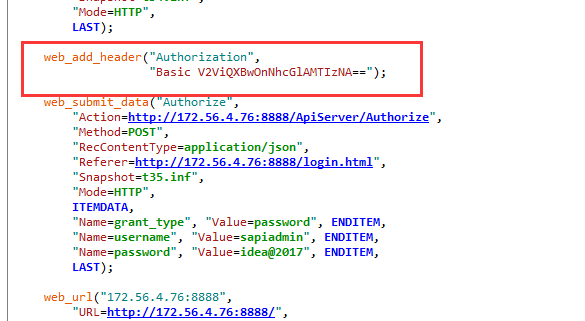 "Mode=HTTP",
LAST);
web_add_header("Authorization",
"Basic V2ViQXBwOnNhcGlAMTIzNA==");
web_submit_data("Authorize",
"Action=http://172.56.4.76:8888/ApiServer/Authorize",
"Method=POST",
"RecContentType=application/json",
"Referer=http://172.56.4.76:8888/login.html",
"Snapshot=t35.inf",
"Mode=HTTP",
ITEMDATA,
"Name=grant_type", "Value=password", ENDITEM,
"Name=username", "Value=sapiadmin", ENDITEM,
"Name=password", "Value=idea@2017", ENDITEM,
LAST);
web_url("172.56.4.76:8888",
"URL=http://172.56.4.76:8888/",